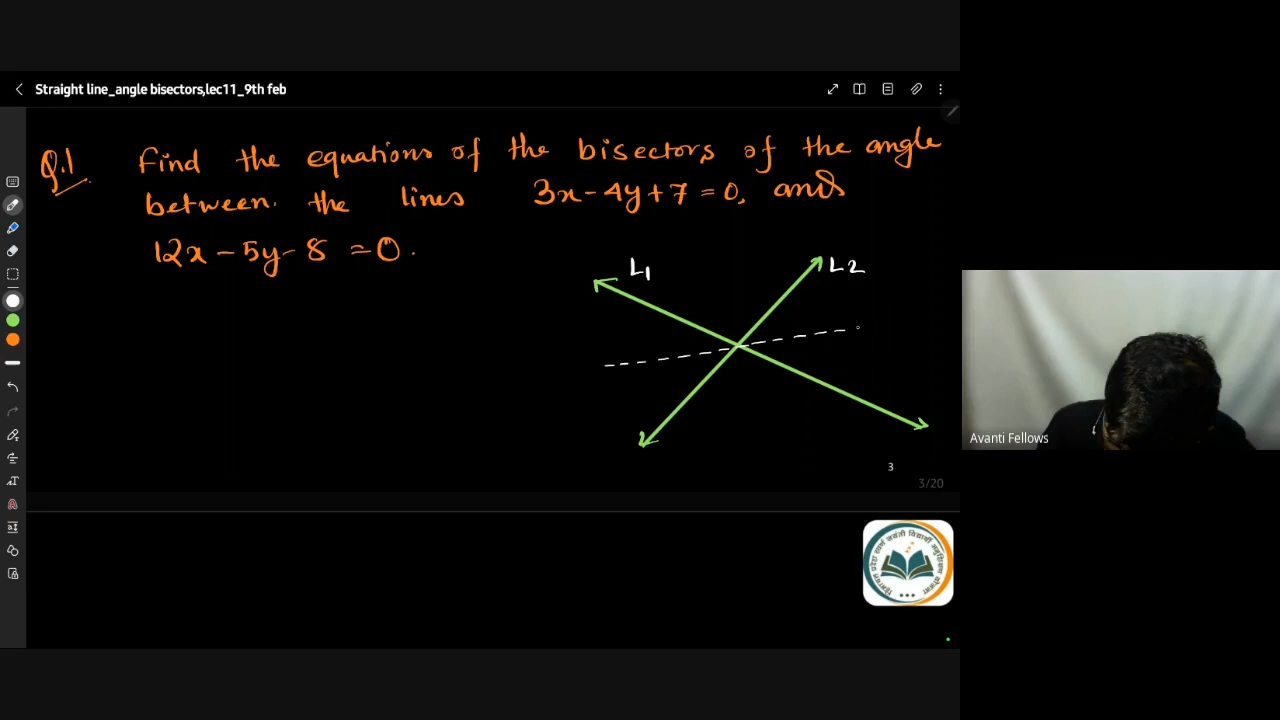 Straight line_angle bisectors,lec11_9th feb
Q.1 Find the equations of the bisectors of the angle
between. the lines 3x - 4y + 7 = 0, and
12x - 5y - 8 = 0.
L1
L2
Avanti Fellows
3
3/20